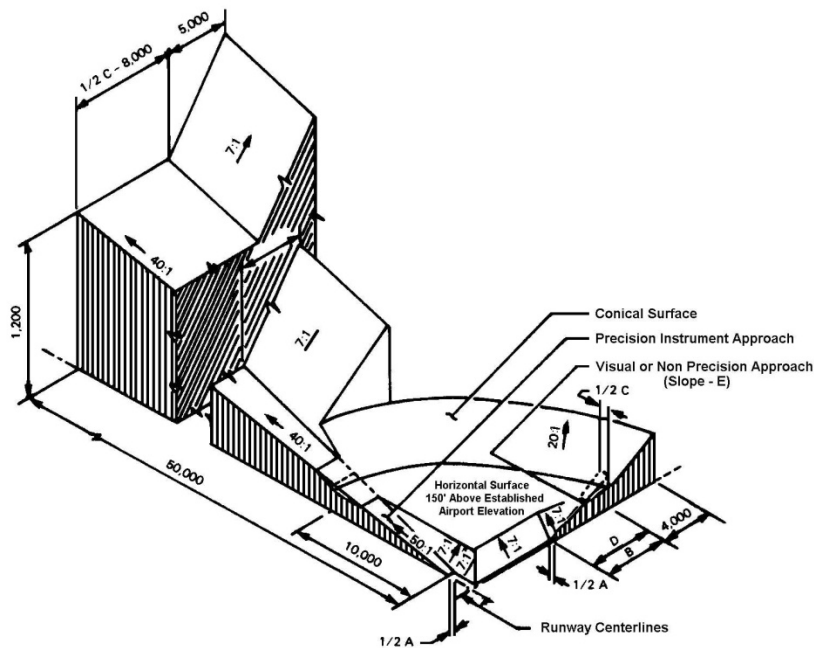 5,000
1/2 C - 8,000
7:1
40:1
1,200
7:1
Conical Surface
Precision Instrument Approach
Visual or Non Precision Approach
(Slope - E)
1/2 C
40:1
20:1
50,000
Horizontal Surface
150' Above Established
Airport Elevation
7:1
50:1
7:1
7:1
7:1
4,000
D
B
10,000
1/2 A
Runway Centerlines
1/2 A